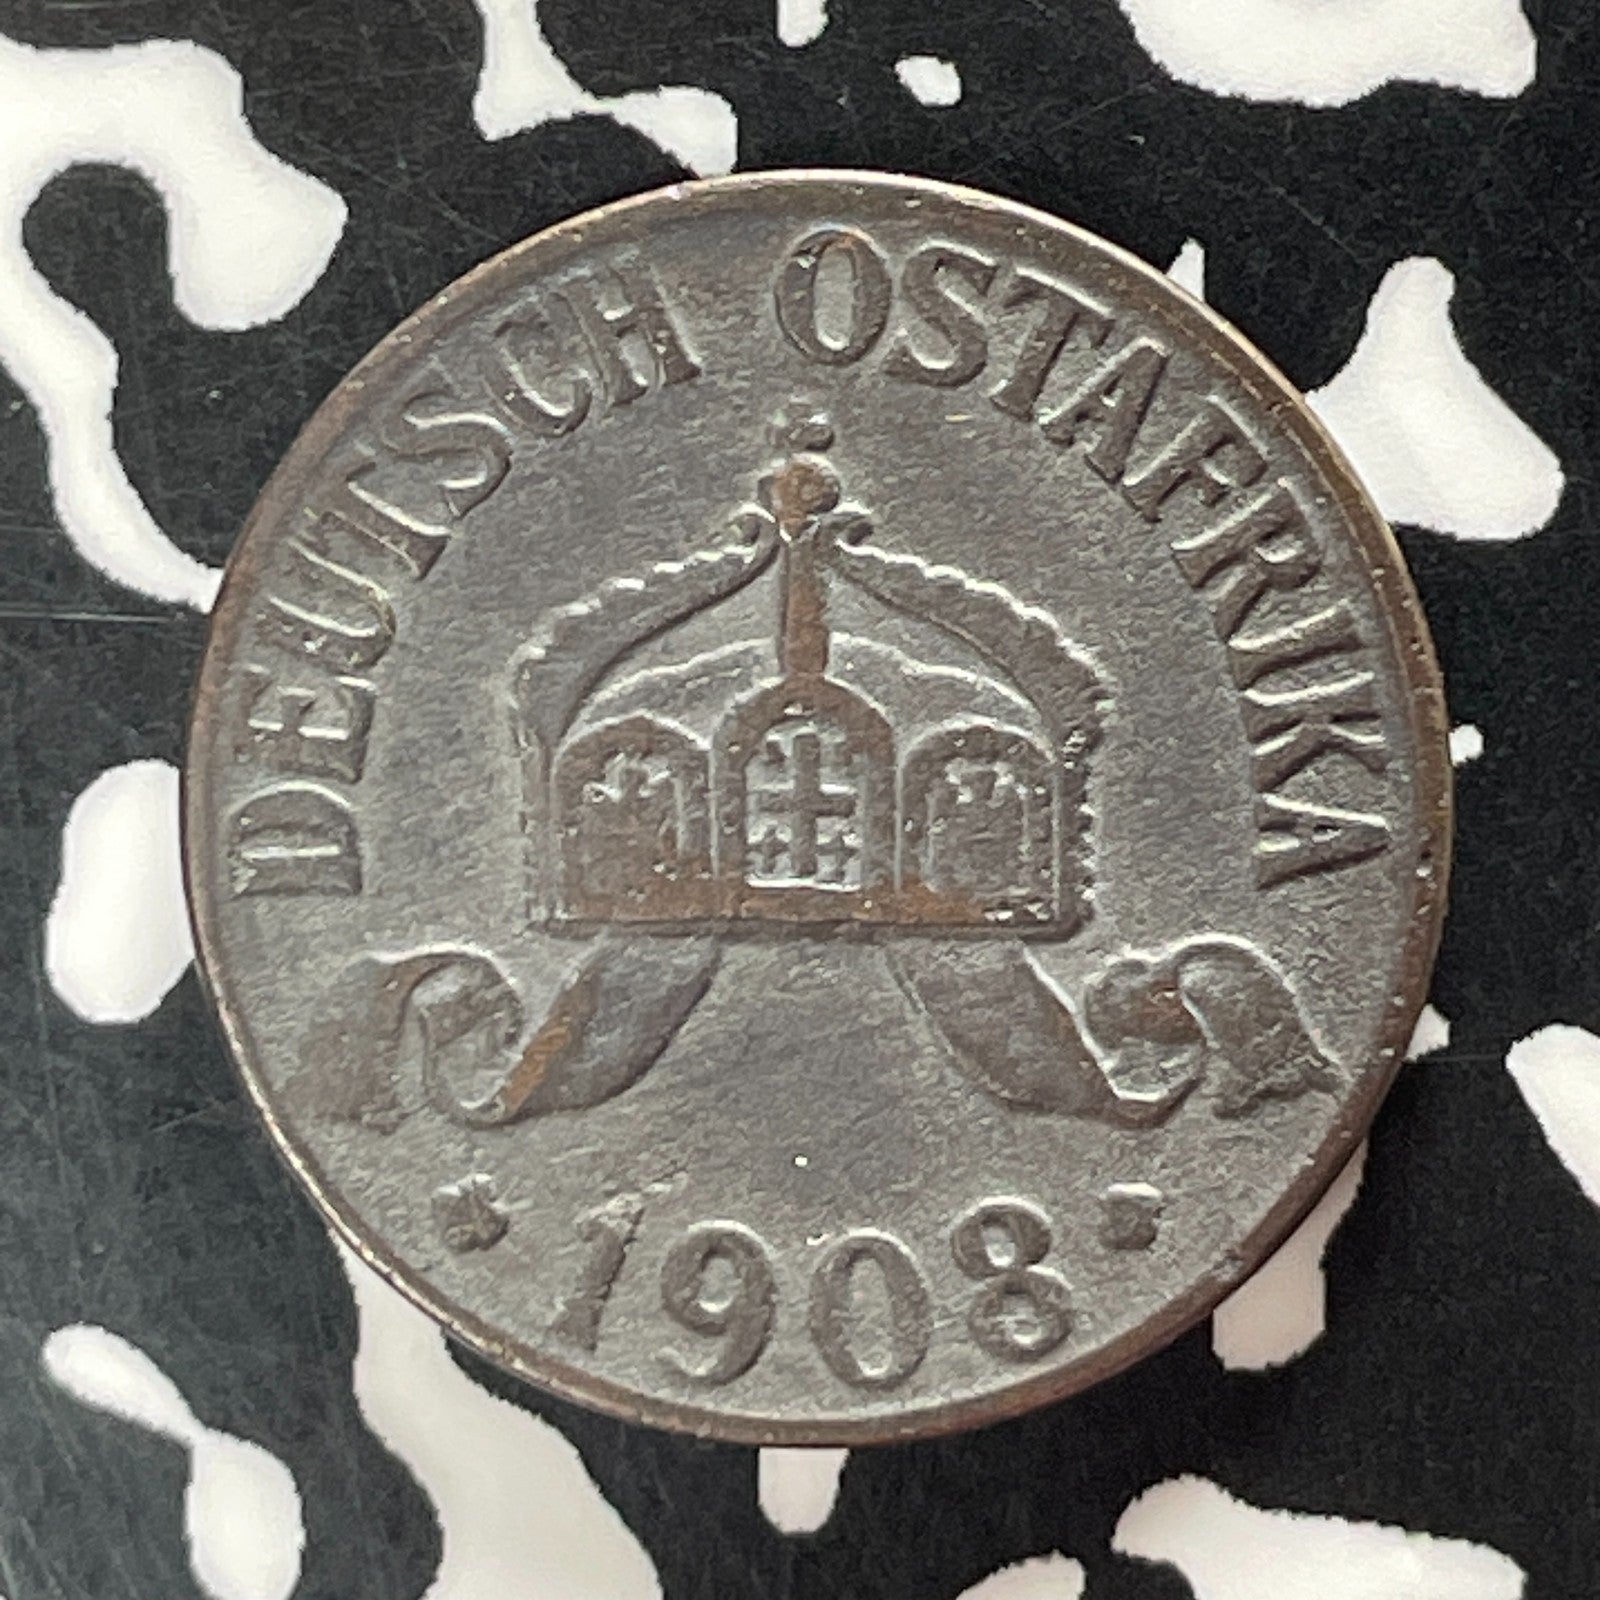 DEUTSCH OSTAFRIKA
* 1908 *